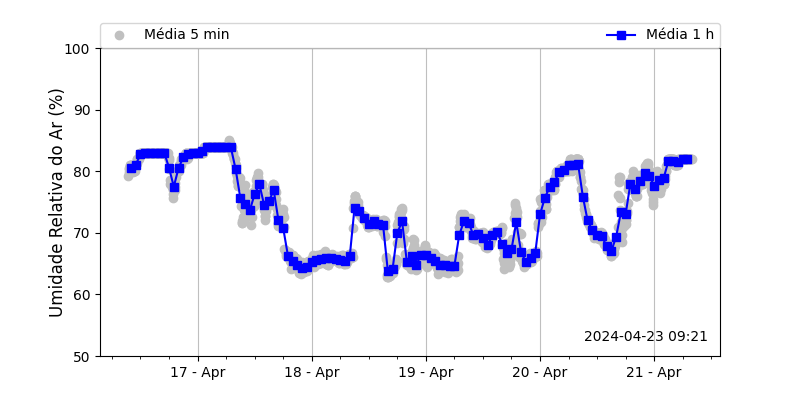 Média 5 min
Média 1 h
100
90
80
70
60
50
Umidade Relativa do Ar (%)
2024-04-23 09:21
17 - Apr
18 - Apr
19 - Apr
20 - Apr
21 - Apr